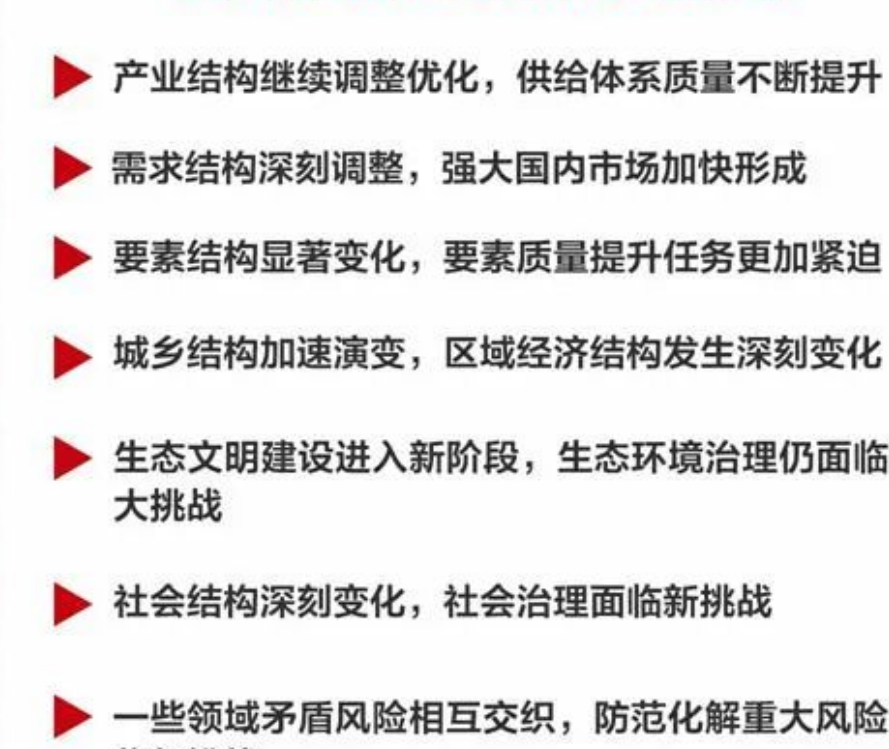 产业结构继续调整优化，供给体系质量不断提升
需求结构深刻调整，强大国内市场加快形成
要素结构显著变化，要素质量提升任务更加紧迫
城乡结构加速演变，区域经济结构发生深刻变化
生态文明建设进入新阶段，生态环境治理仍面临
大挑战
社会结构深刻变化，社会治理面临新挑战
一些领域矛盾风险相互交织，防范化解重大风险